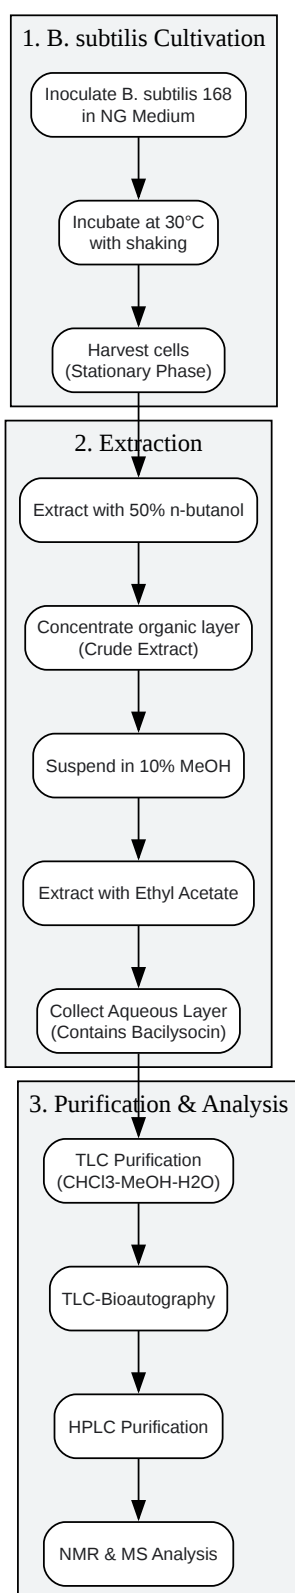 1. B. subtilis Cultivation
Inoculate B. subtilis 168
in NG Medium
Incubate at 30°C
with shaking
Harvest cells
(Stationary Phase)
2. Extraction
Extract with 50% n-butanol
Concentrate organic layer
(Crude Extract)
Suspend in 10% MeOH
Extract with Ethyl Acetate
Collect Aqueous Layer
(Contains Bacilysocin)
3. Purification & Analysis
TLC Purification
(CHCl3-MeOH-H2O)
TLC-Bioautography
HPLC Purification
NMR & MS Analysis